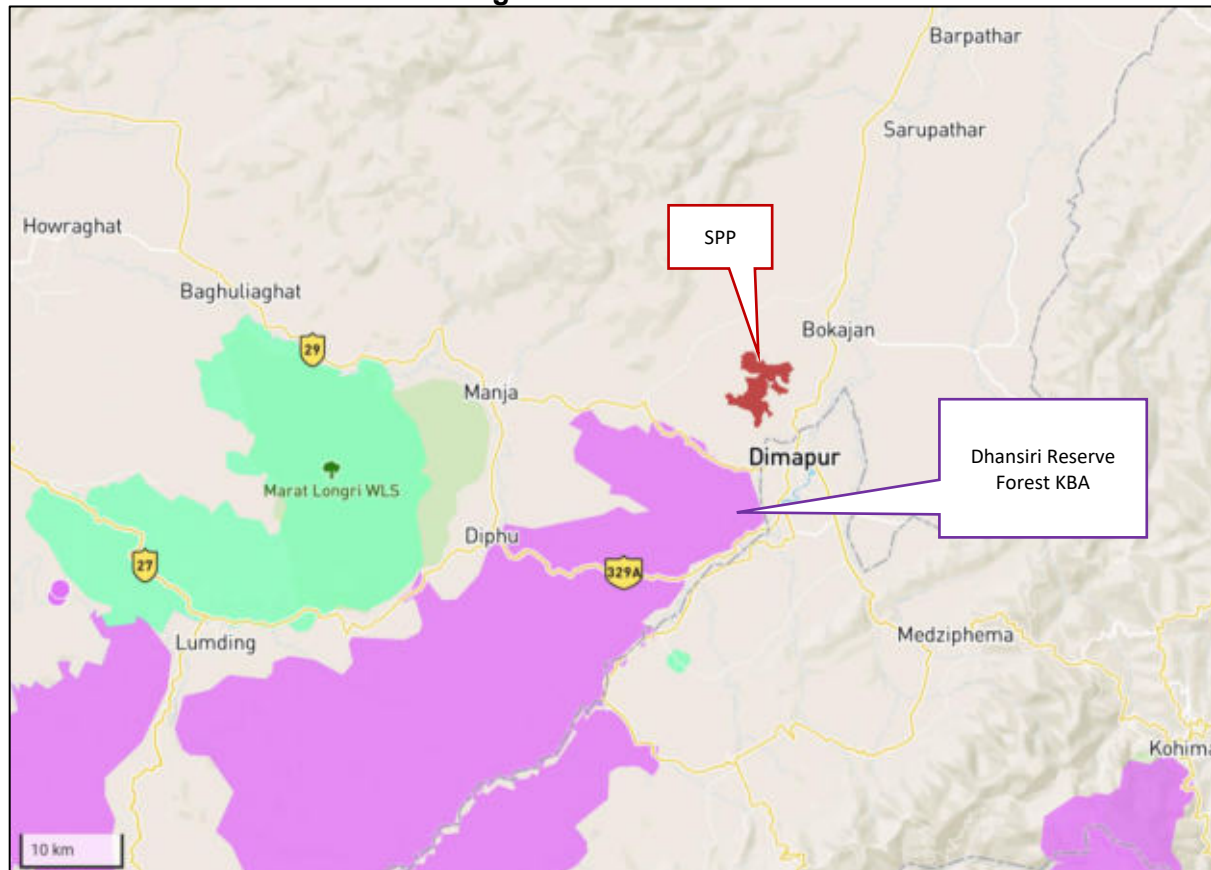 g
Barpathar
Sarupathar
Howraghat
SPP
Baghuliaghat
Bokajan
29
Manja
Dhansiri Reserve
Forest KBA
Dimapur
Marat Longri WLS
Diphu
27
329A
Lumding
Medziphema
Kohima
10 km